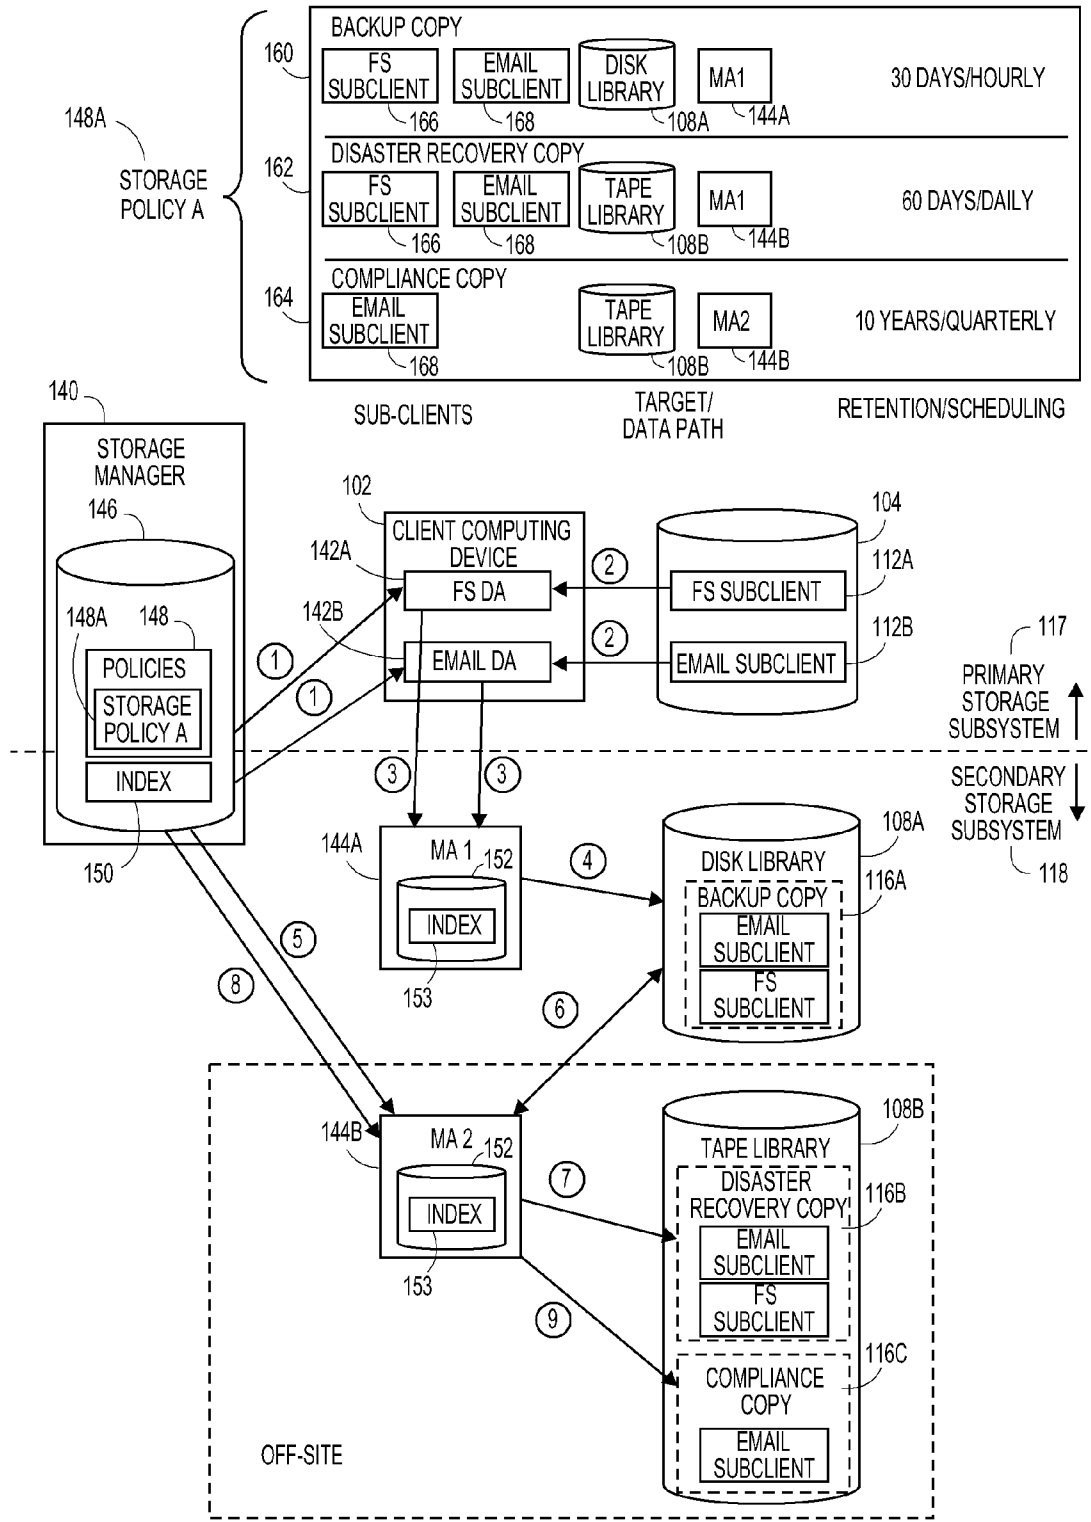 BACKUP COPY
160
FS
SUBCLIENT
166
EMAIL
SUBCLIENT
168
DISK
LIBRARY
108A
MA1
144A
30 DAYS/HOURLY
148A
STORAGE
POLICY A
DISASTER RECOVERY COPY
162
FS
SUBCLIENT
166
EMAIL
SUBCLIENT
168
TAPE
LIBRARY
108B
MA1
144B
60 DAYS/DAILY
COMPLIANCE COPY
164
EMAIL
SUBCLIENT
168
TAPE
LIBRARY
108B
MA2
144B
10 YEARS/QUARTERLY
SUB-CLIENTS
TARGET/
DATA PATH
RETENTION/SCHEDULING
140
STORAGE
MANAGER
146
148A
148
POLICIES
STORAGE
POLICY A
INDEX
150
102
CLIENT COMPUTING
DEVICE
142A
FS DA
142B
EMAIL DA
104
112A
FS SUBCLIENT
112B
EMAIL SUBCLIENT
2
2
1
1
117
PRIMARY
STORAGE
SUBSYSTEM
SECONDARY
STORAGE
SUBSYSTEM
118
3
3
144A
MA 1
152
INDEX
153
4
108A
DISK LIBRARY
116A
BACKUP COPY
EMAIL
SUBCLIENT
FS
SUBCLIENT
5
8
6
144B
MA 2
152
INDEX
153
7
9
108B
TAPE LIBRARY
DISASTER
RECOVERY COPY
116B
EMAIL
SUBCLIENT
FS
SUBCLIENT
116C
COMPLIANCE
COPY
EMAIL
SUBCLIENT
OFF-SITE